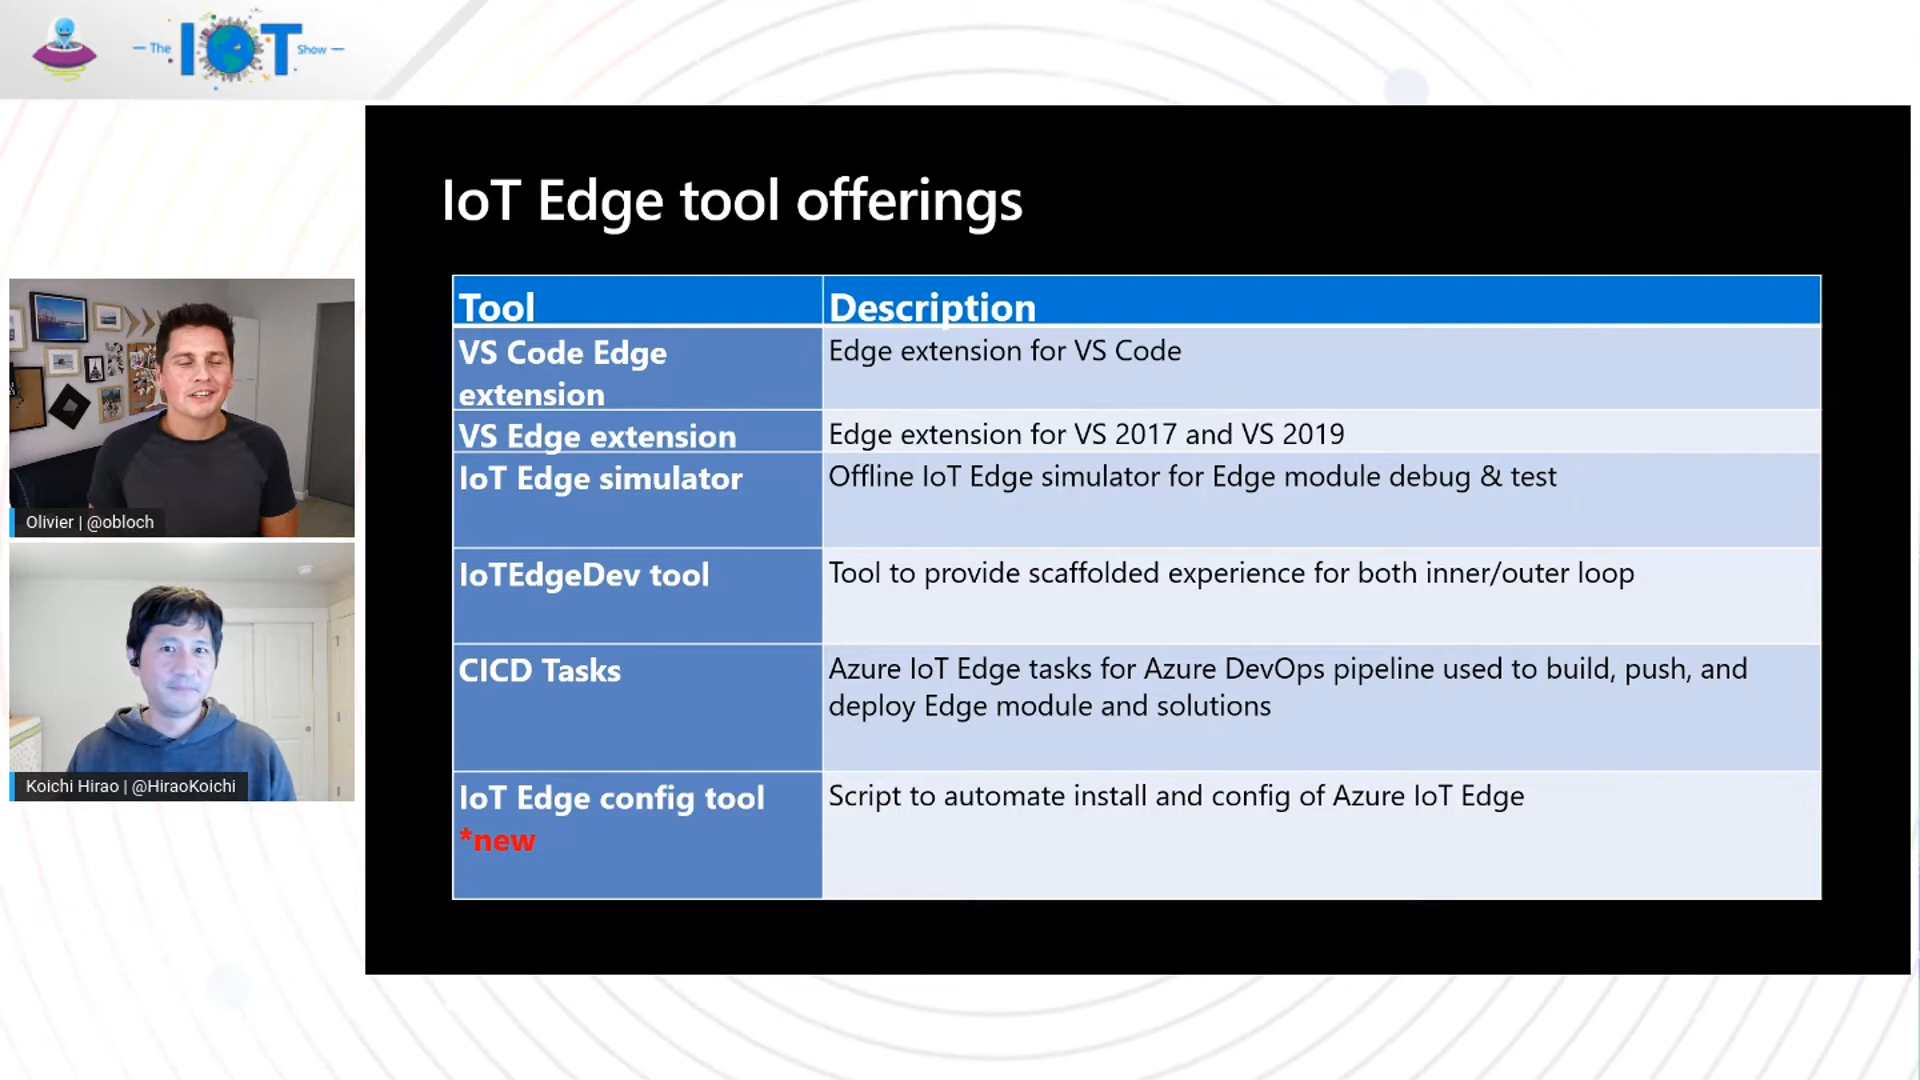 The IOT Show
IoT Edge tool offerings
Tool Description
VS Code Edge extension
Edge extension for VS Code
VS Edge extension
Edge extension for VS 2017 and VS 2019
IoT Edge simulator
Offline IoT Edge simulator for Edge module debug & test
IoTEdgeDev tool
Tool to provide scaffolded experience for both inner/outer loop
CICD Tasks
Azure IoT Edge tasks for Azure DevOps pipeline used to build, push, and
deploy Edge module and solutions
IoT Edge config tool
*new
Script to automate install and config of Azure IoT Edge
Olivier | @obloch
Koichi Hirao | @HiraoKoichi